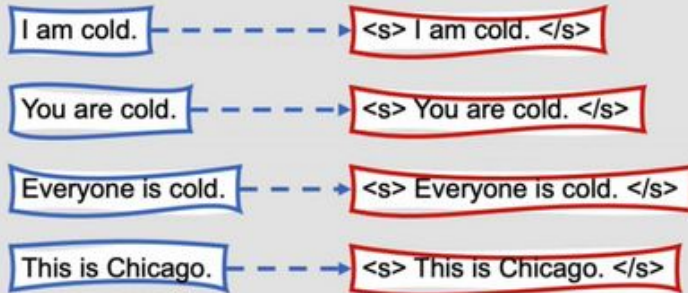 I am cold. <s> I am cold. </s>
You are cold. <s> You are cold. </s>
Everyone is cold. <s> Everyone is cold. </s>
This is Chicago. <s> This is Chicago. </s>